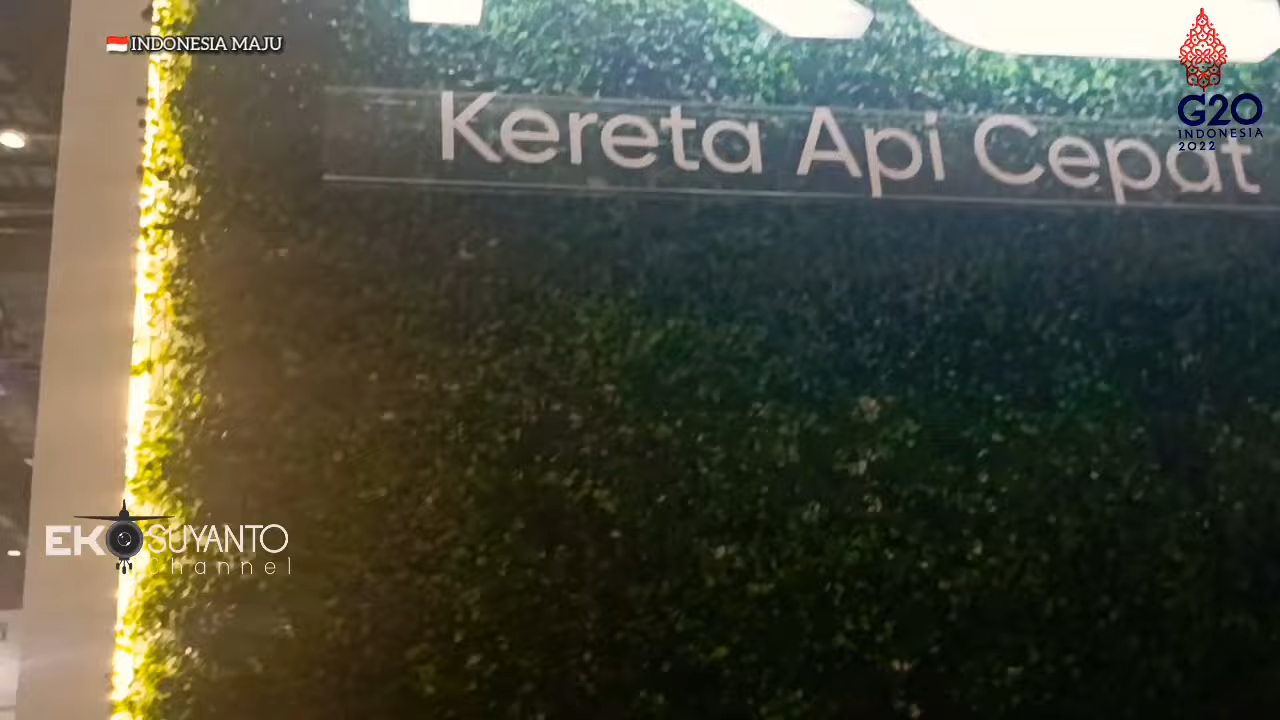 INDONESIA MAJU
Kereta Api Cepat
G20
INDONESIA
2022
EKO SUYANTO
Channel